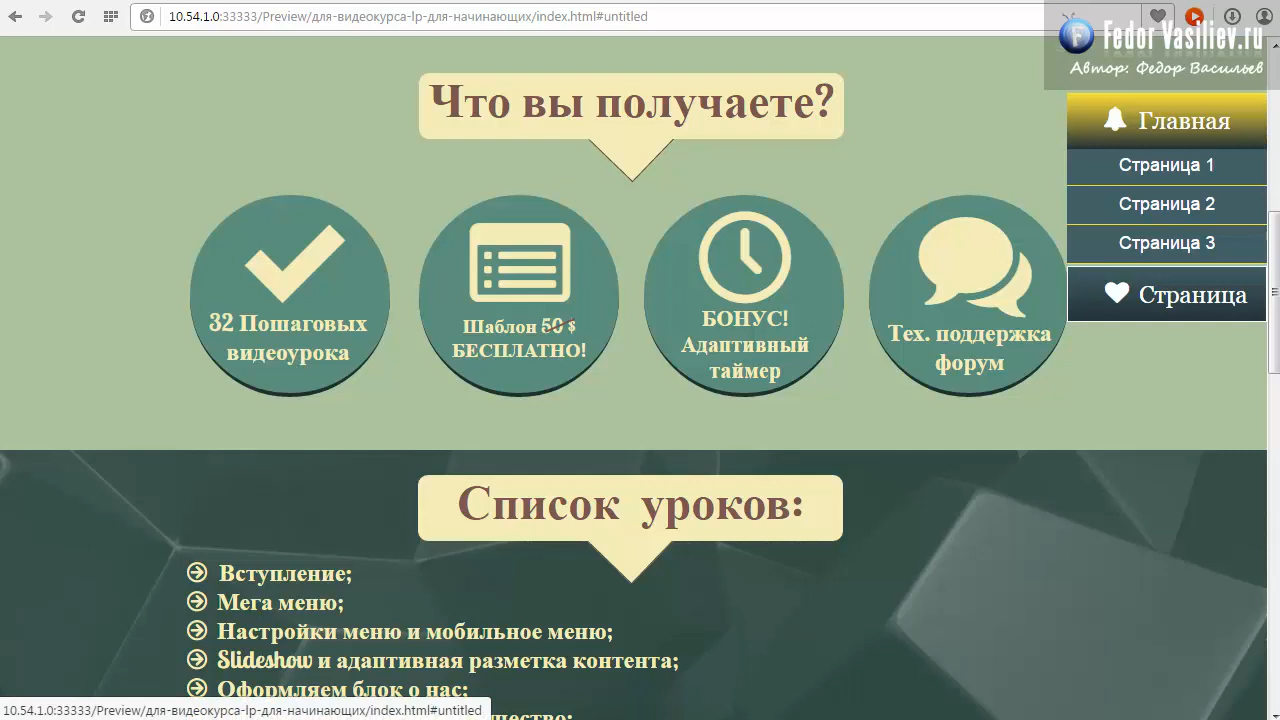 10.54.1.0:33333/Preview/для-видеокурса-lp-для-начинающих/index.html#untitled
Fedor Vasiliev.ru
Автор: Федор Васильев
Что вы получаете?
Главная
Страница 1
Страница 2
Страница 3
Страница
32 Пошаговых
видеоурока
Шаблон 50 $
БЕСПЛАТНО!
БОНУС!
Адаптивный
таймер
Тех. поддержка
форум
Список уроков:
Вступление;
Мега меню;
Настройки меню и мобильное меню;
Slideshow и адаптивная разметка контента;
Оформляем блок о нас;
10.54.1.0:33333/Preview/для-видеокурса-lp-для-начинающих/index.html#untitled